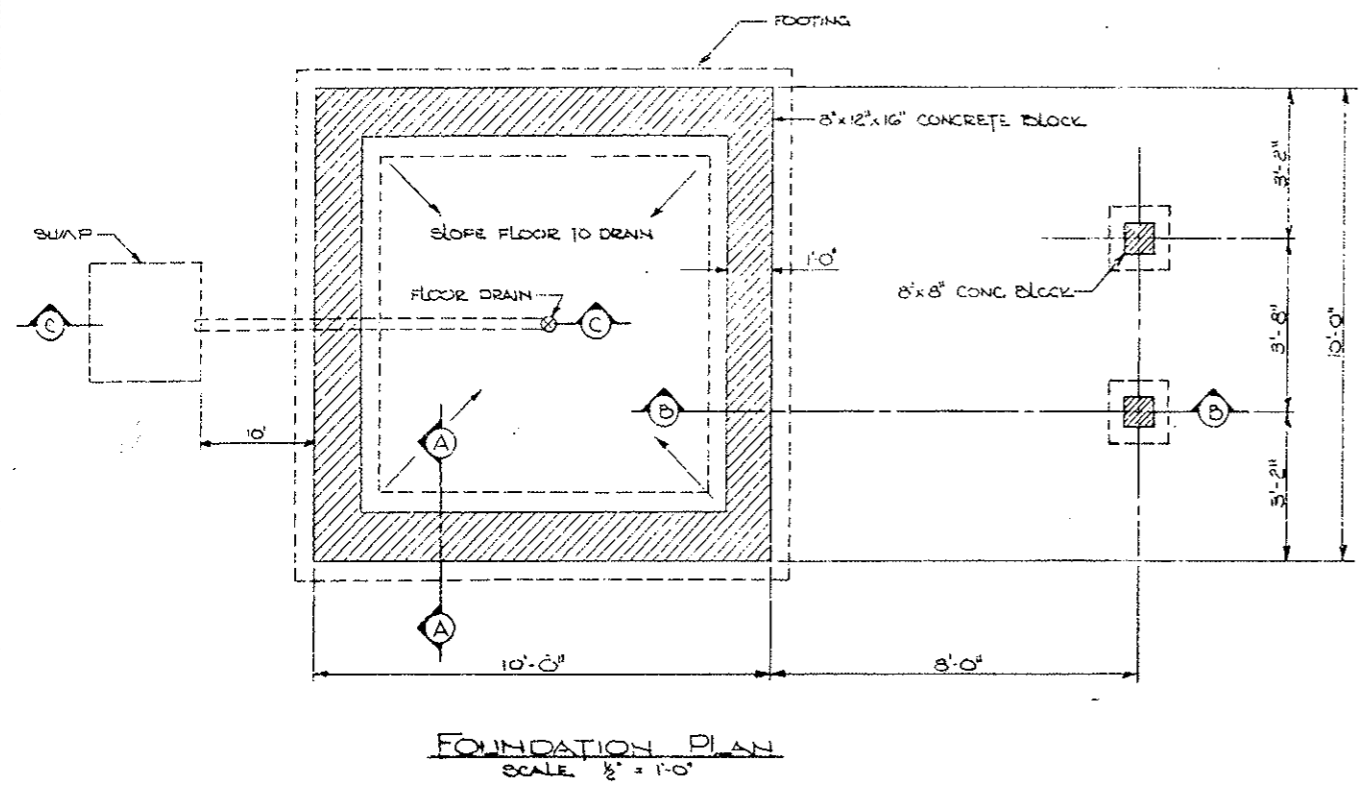 FOOTING
8"x12"x16" CONCRETE BLOCK
3'-2"
SLOPE FLOOR TO DRAIN
SUMP
1'-0"
8"x8" CONC BLOCK
FLOOR DRAIN
C
C
3'-8"
10'-0"
B
B
10'
A
3'-2"
A
10'-0"
8'-0"
FOUNDATION PLAN
SCALE ½" = 1'-0"